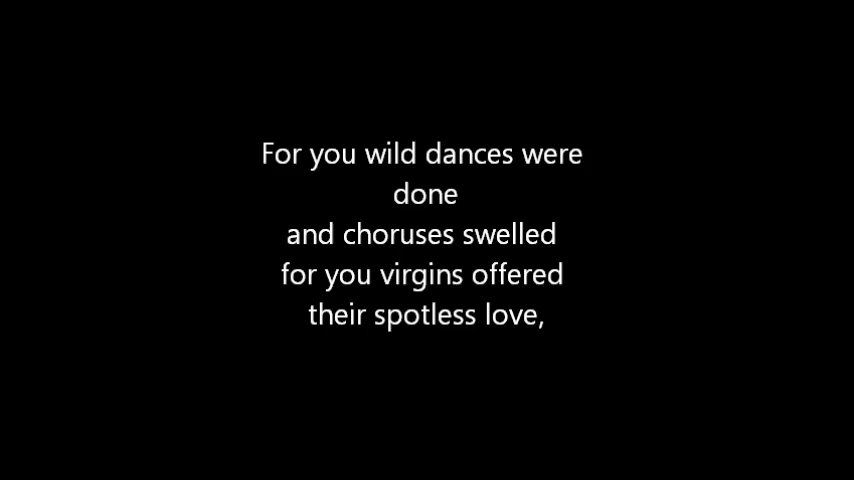 For you wild dances were
done
and choruses swelled
for you virgins offered
their spotless love,